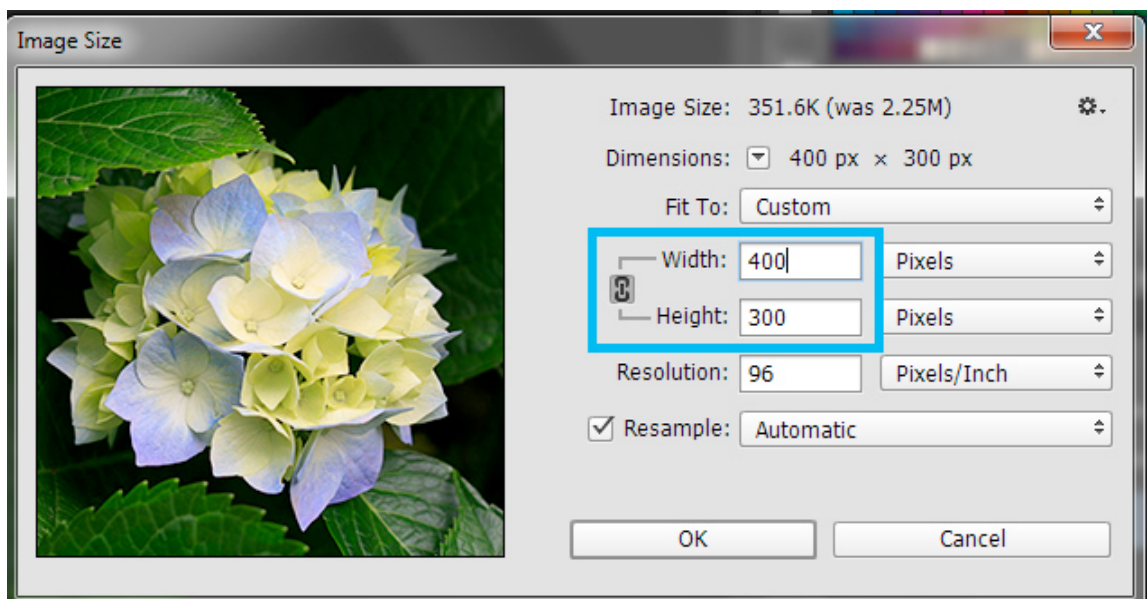 Image Size
Image Size: 351.6K (was 2.25M)
Dimensions: 400 px × 300 px
Fit To: Custom
Width: 400 Pixels
Height: 300 Pixels
Resolution: 96 Pixels/Inch
Resample: Automatic
OK Cancel